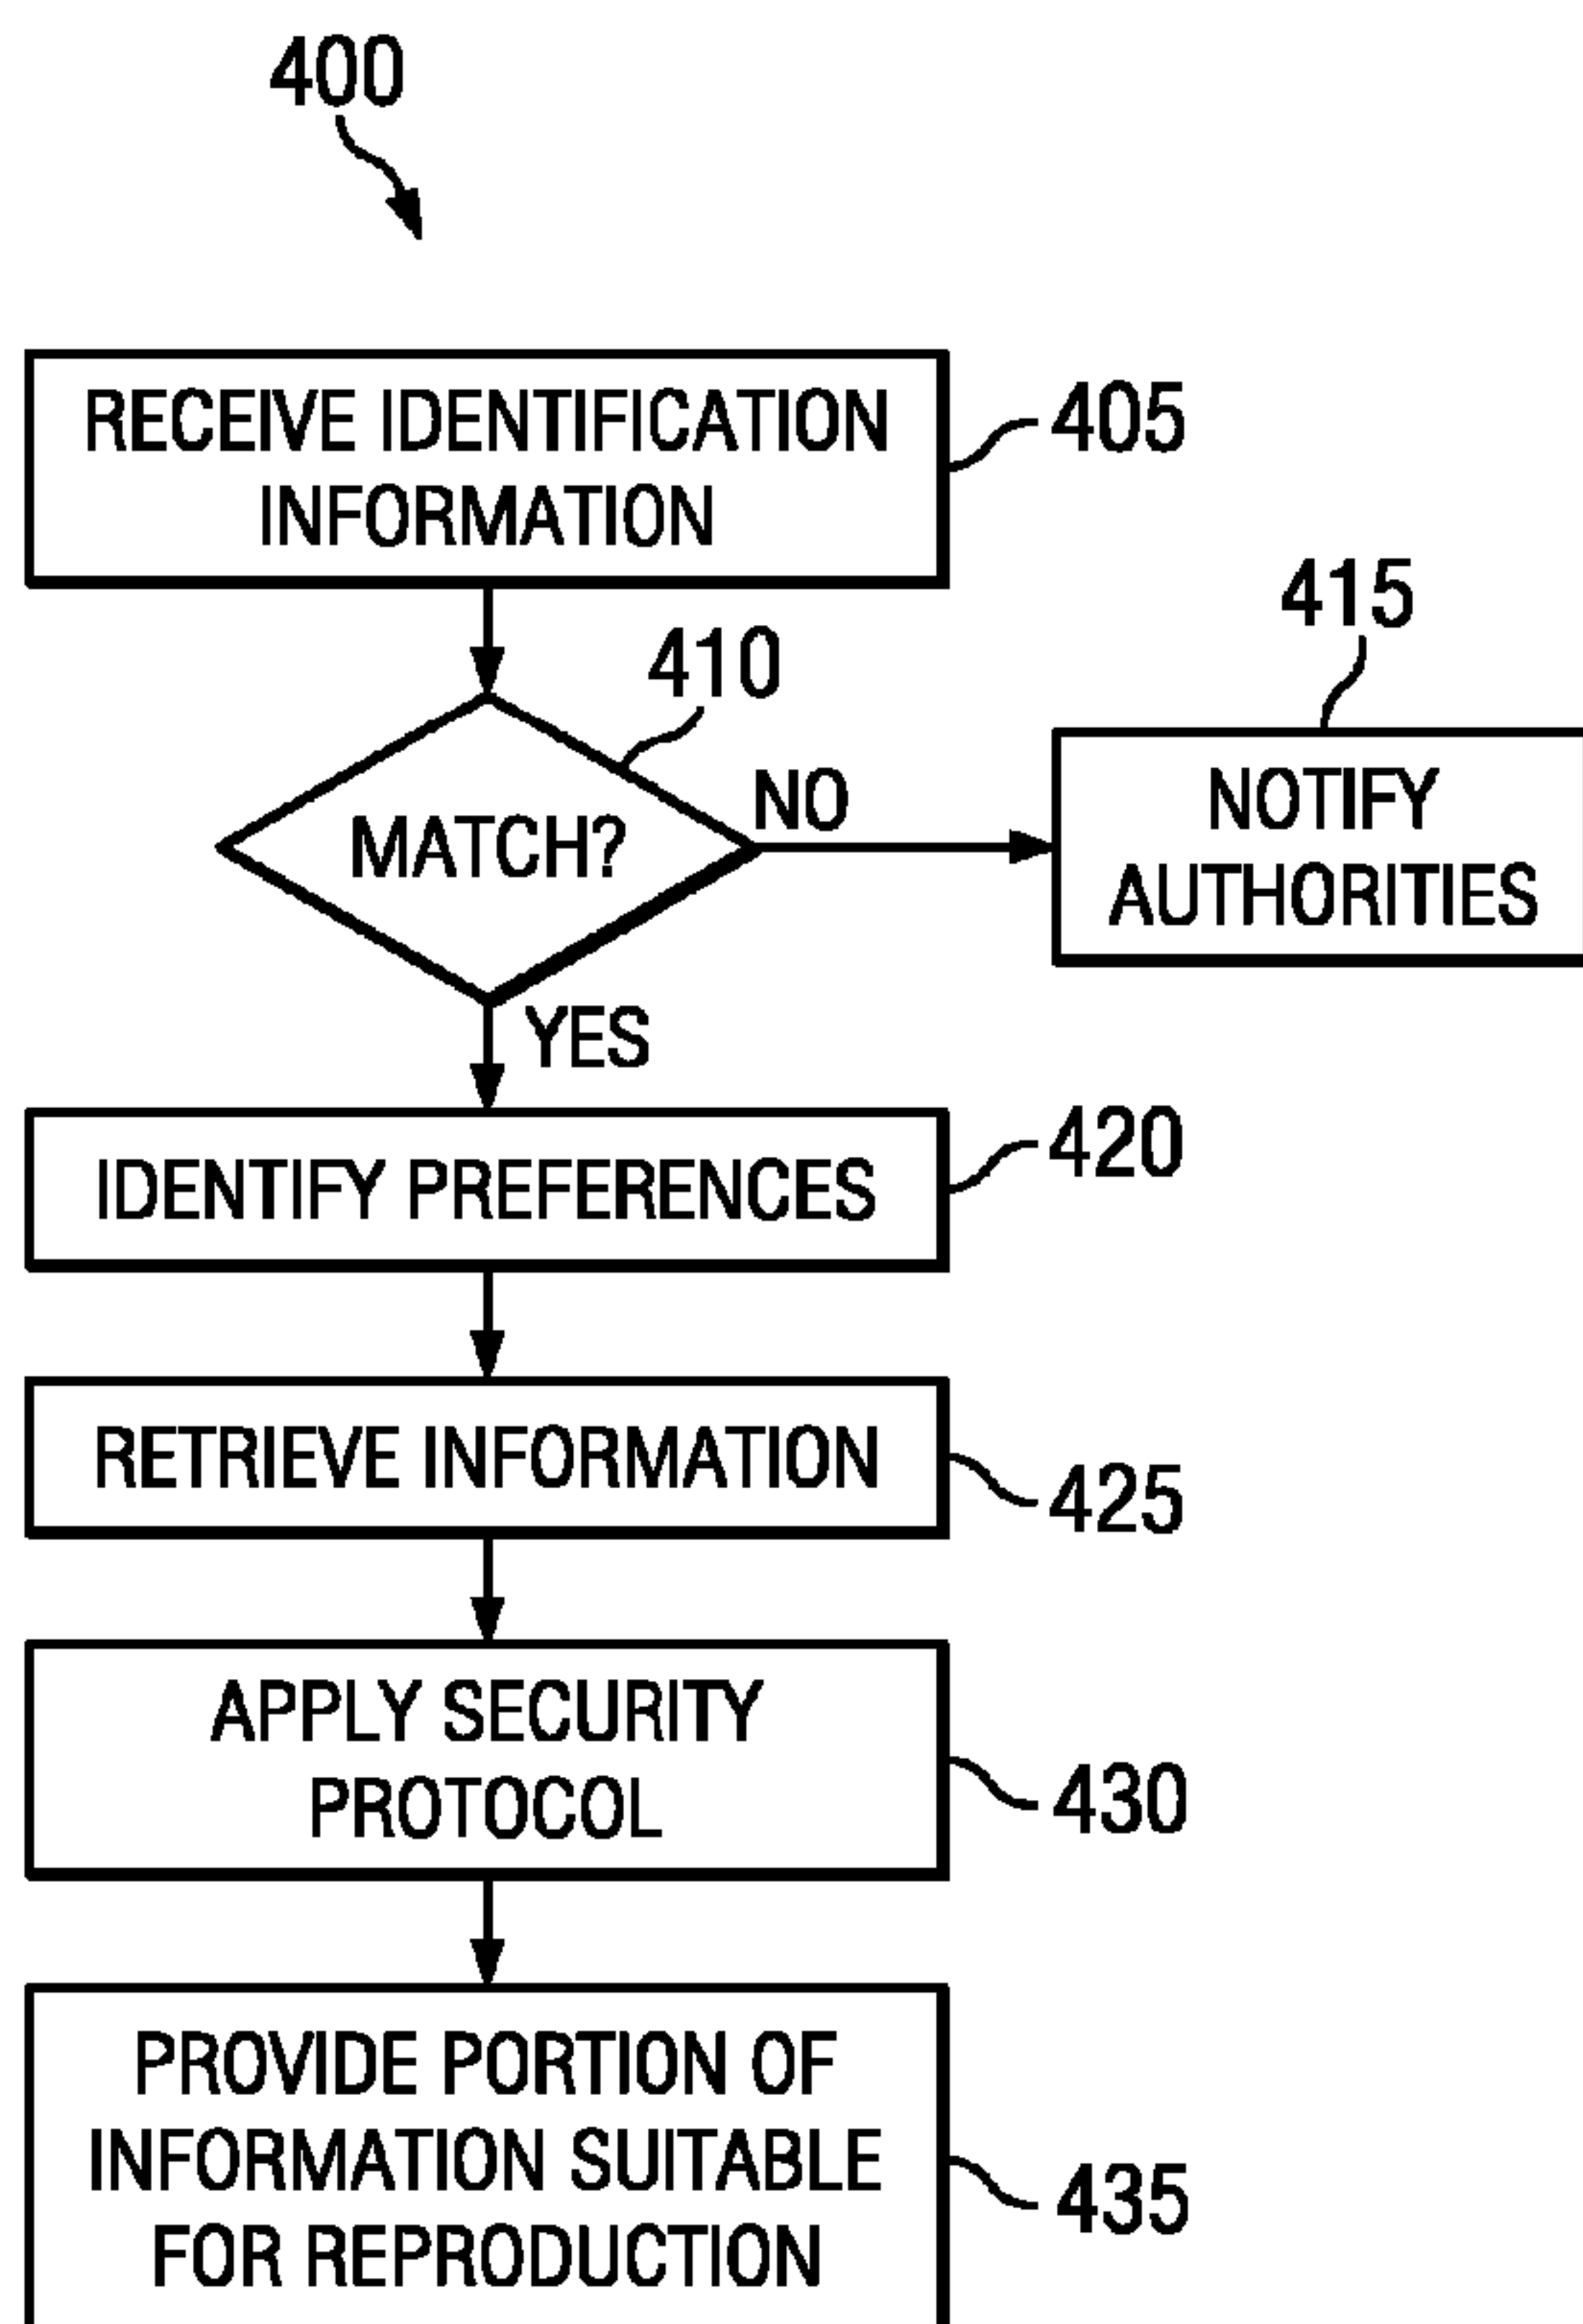 400
RECEIVE IDENTIFICATION
INFORMATION
405
410
MATCH?
NO
415
NOTIFY
AUTHORITIES
YES
IDENTIFY PREFERENCES
420
RETRIEVE INFORMATION
425
APPLY SECURITY
PROTOCOL
430
PROVIDE PORTION OF
INFORMATION SUITABLE
FOR REPRODUCTION
435